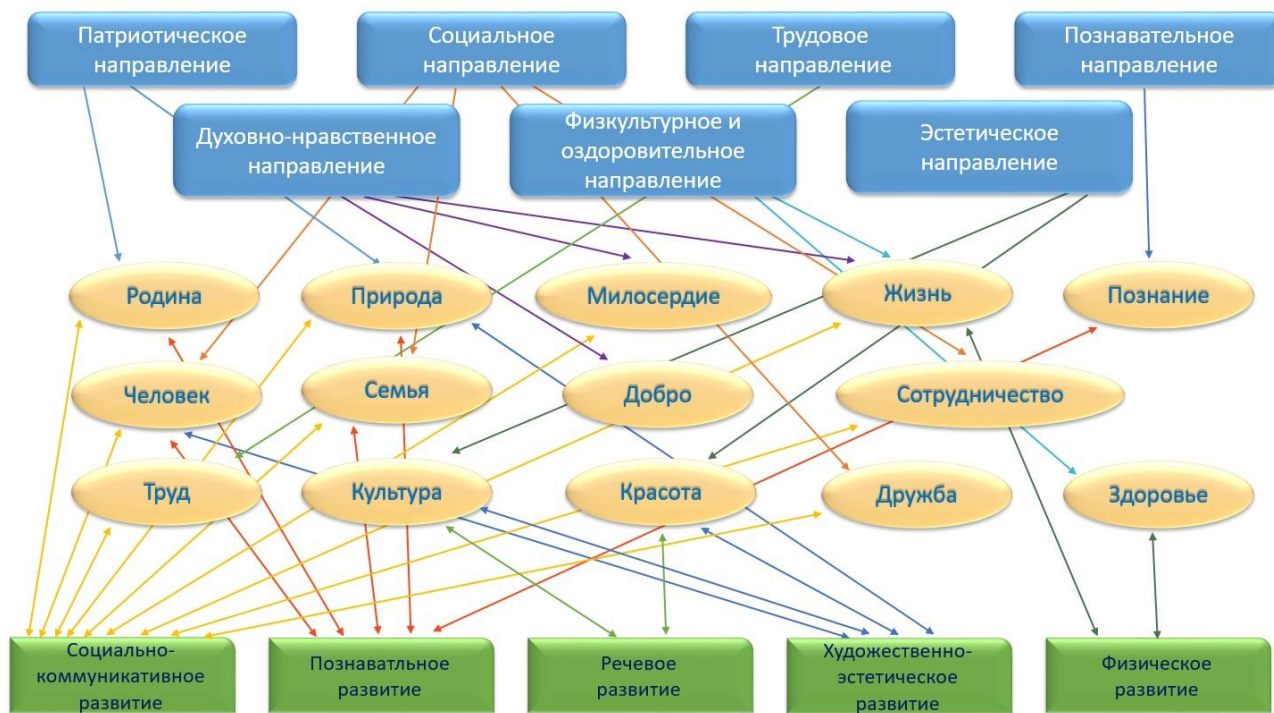 Патриотическое
направление
Социальное
направление
Трудовое
направление
Познавательное
направление
Духовно-нравственное
направление
Физкультурное и
оздоровительное
направление
Эстетическое
направление
Родина
Природа
Милосердие
Жизнь
Познание
Человек
Семья
Добро
Сотрудничество
Труд
Культура
Красота
Дружба
Здоровье
Социально-
коммуникативное
развитие
Познаватльное
развитие
Речевое
развитие
Художественно-
эстетическое
развитие
Физическое
развитие